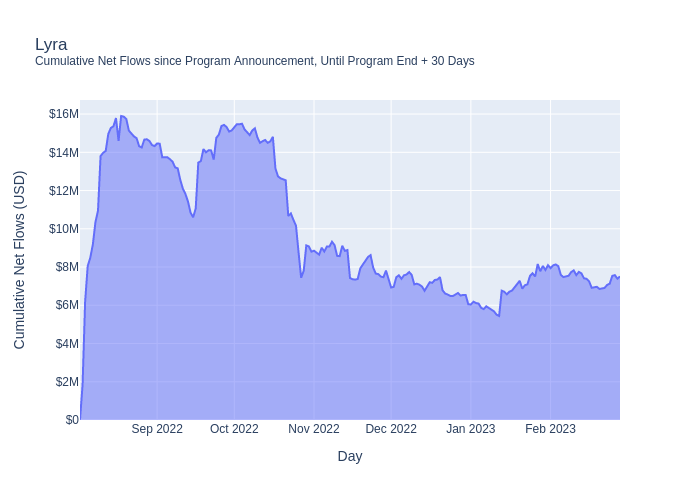 Lyra
Cumulative Net Flows since Program Announcement, Until Program End + 30 Days
Cumulative Net Flows (USD)
$16M
$14M
$12M
$10M
$8M
$6M
$4M
$2M
$0
Sep 2022 Oct 2022 Nov 2022 Dec 2022 Jan 2023 Feb 2023
Day